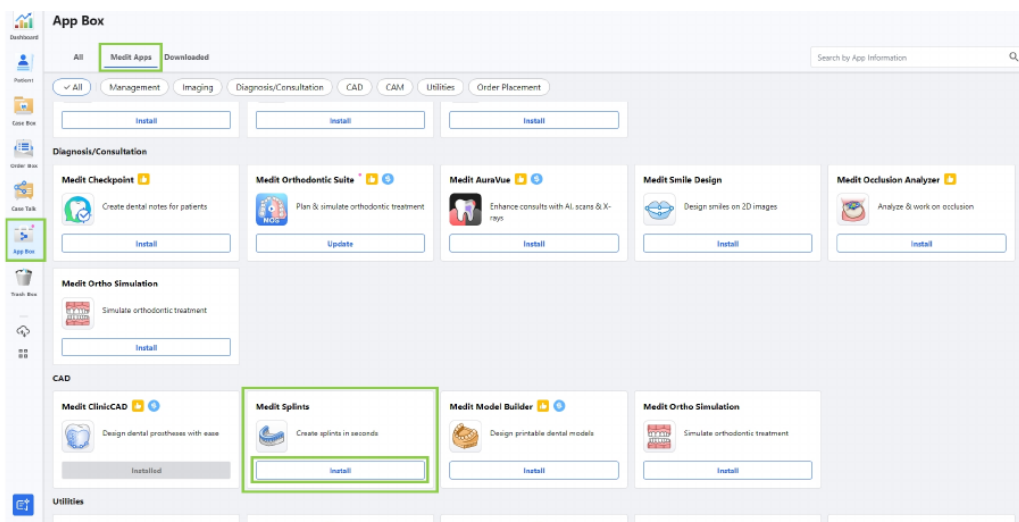 App Box
Dashboard
Patient
Case Box
Order Box
Case Talk
App Box
Trash Box
All
Medit Apps
Downloaded
Search by App Information
All
Management
Imaging
Diagnosis/Consultation
CAD
CAM
Utilities
Order Placement
Install
Install
Install
Diagnosis/Consultation
Medit Checkpoint
Create dental notes for patients
Install
Medit Orthodontic Suite
MOS
Plan & simulate orthodontic treatment
Update
Medit AuraVue
Enhance consults with AI, scans & X-
rays
Install
Medit Smile Design
Design smiles on 2D images
Install
Medit Occlusion Analyzer
Analyze & work on occlusion
Install
Medit Ortho Simulation
Simulate orthodontic treatment
Install
CAD
Medit ClinicCAD
Design dental prostheses with ease
Installed
Medit Splints
Create splints in seconds
Install
Medit Model Builder
Design printable dental models
Install
Medit Ortho Simulation
Simulate orthodontic treatment
Install
Utilities